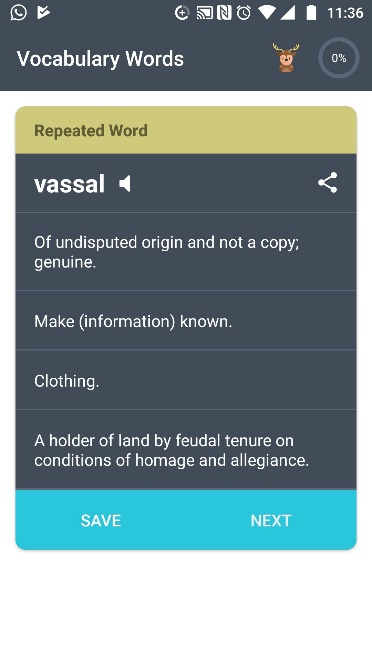 11:36
Vocabulary Words
0%
Repeated Word
vassal
Of undisputed origin and not a copy;
genuine.
Make (information) known.
Clothing.
A holder of land by feudal tenure on
conditions of homage and allegiance.
SAVE NEXT